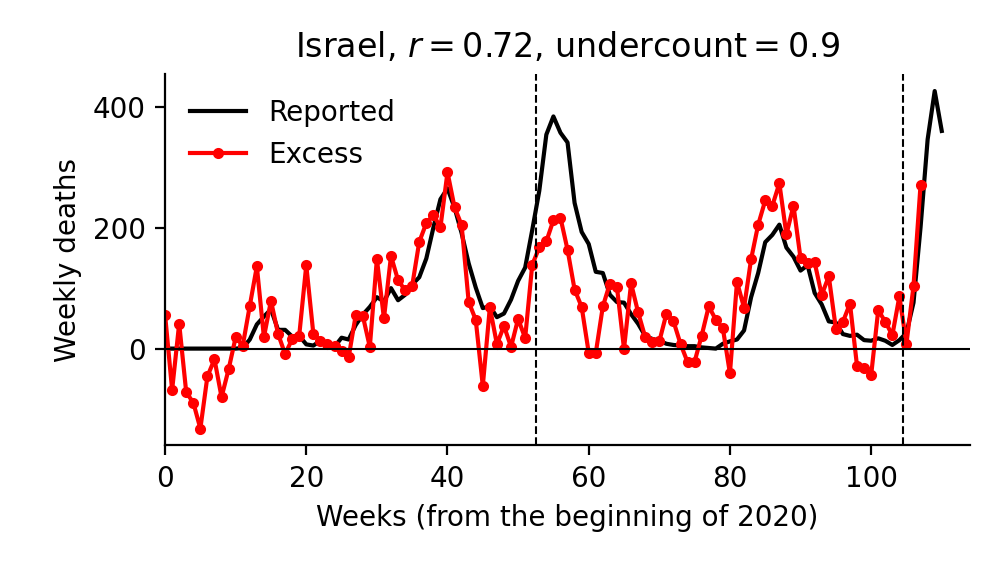 Israel, r = 0.72, undercount = 0.9
Reported
Excess
Weekly deaths
400
200
0
0 20 40 60 80 100
Weeks (from the beginning of 2020)